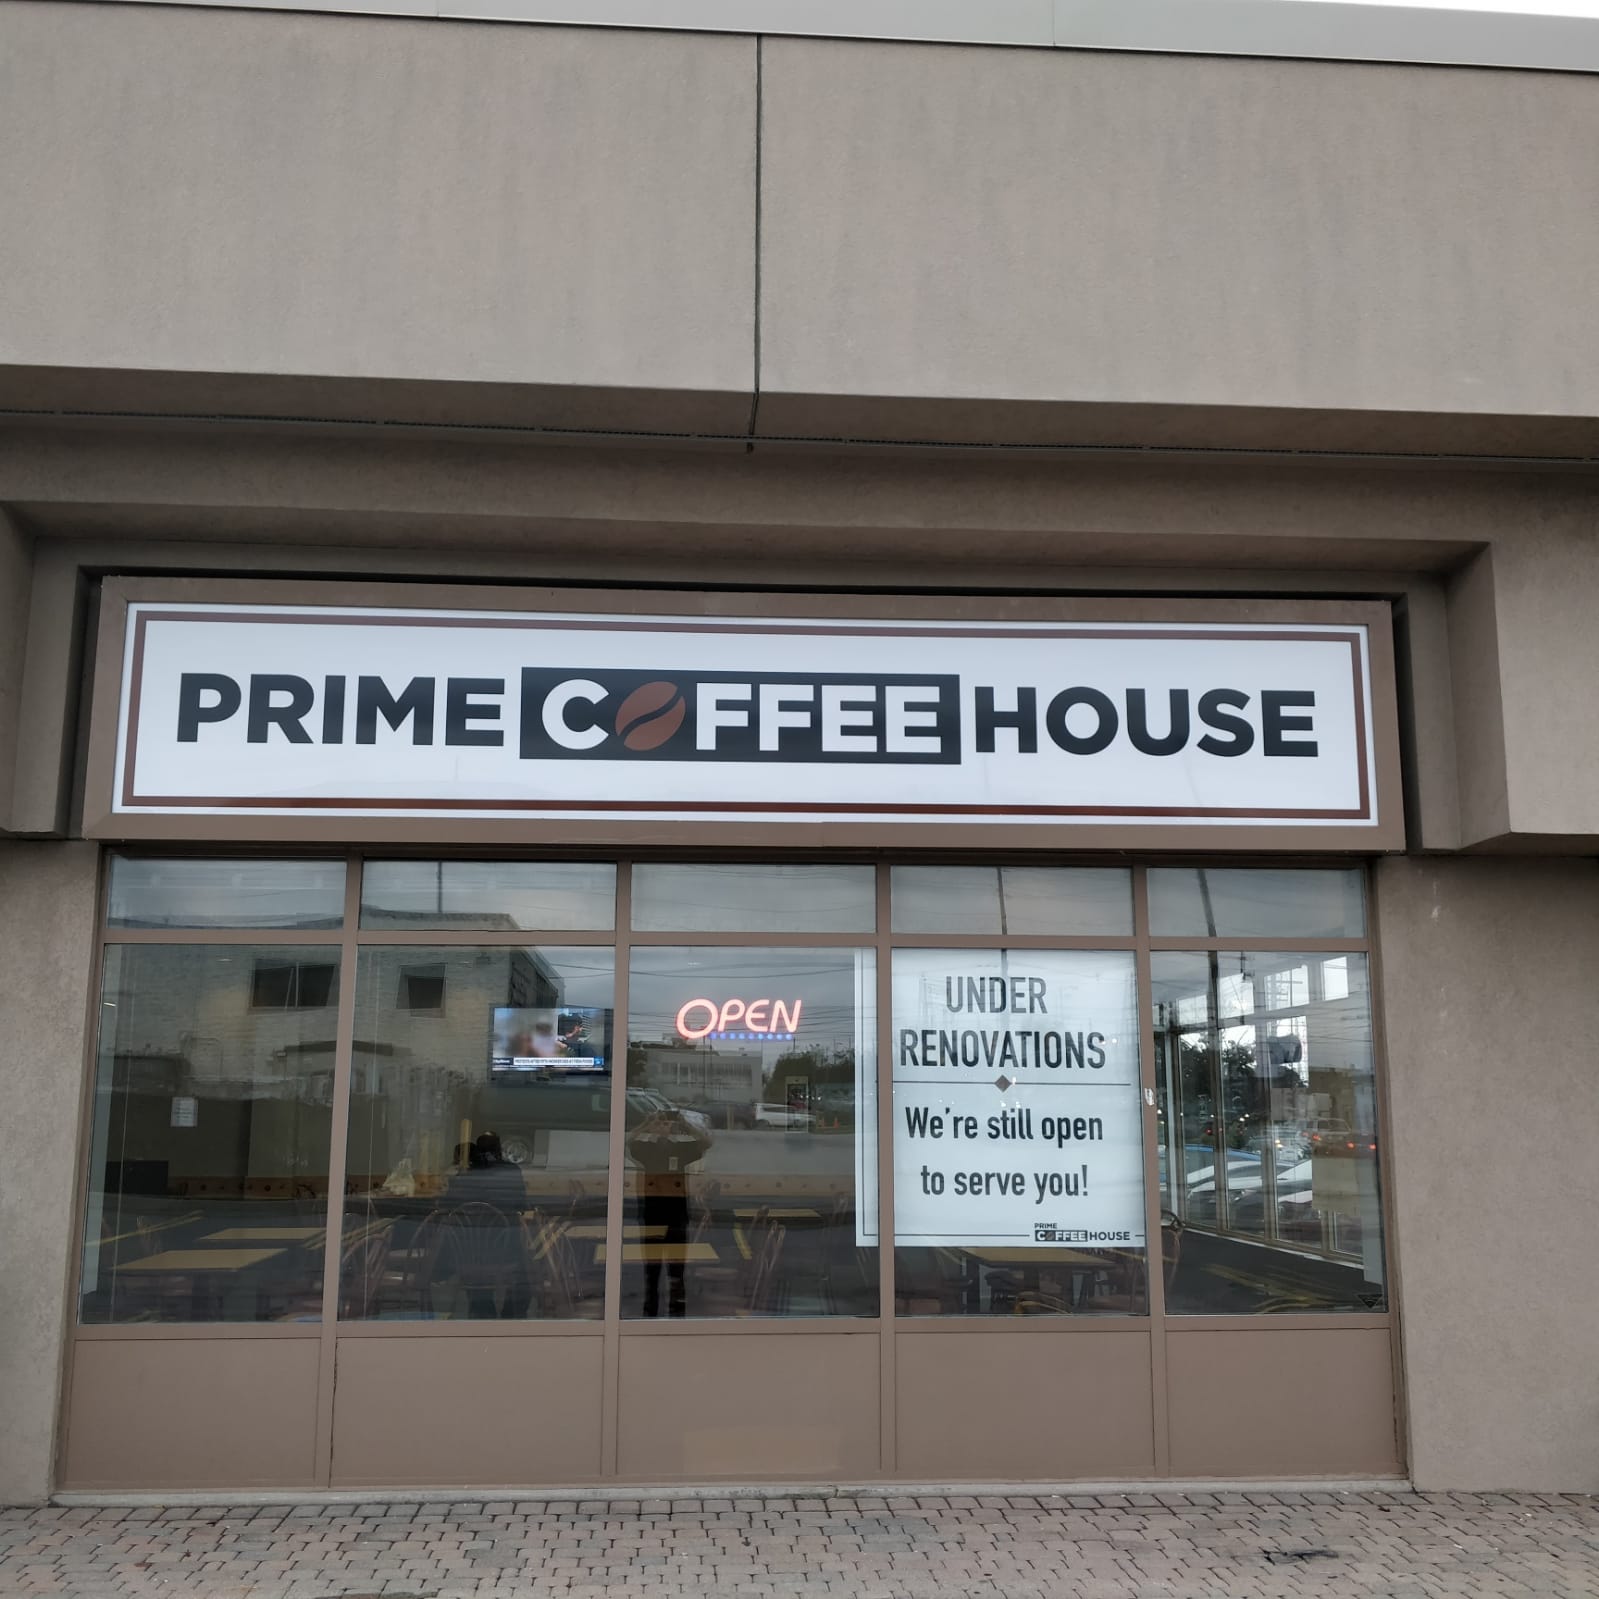 PRIME COFFEE HOUSE
OPEN
UNDER
RENOVATIONS
We're still open
to serve you!
PRIME
COFFEE HOUSE